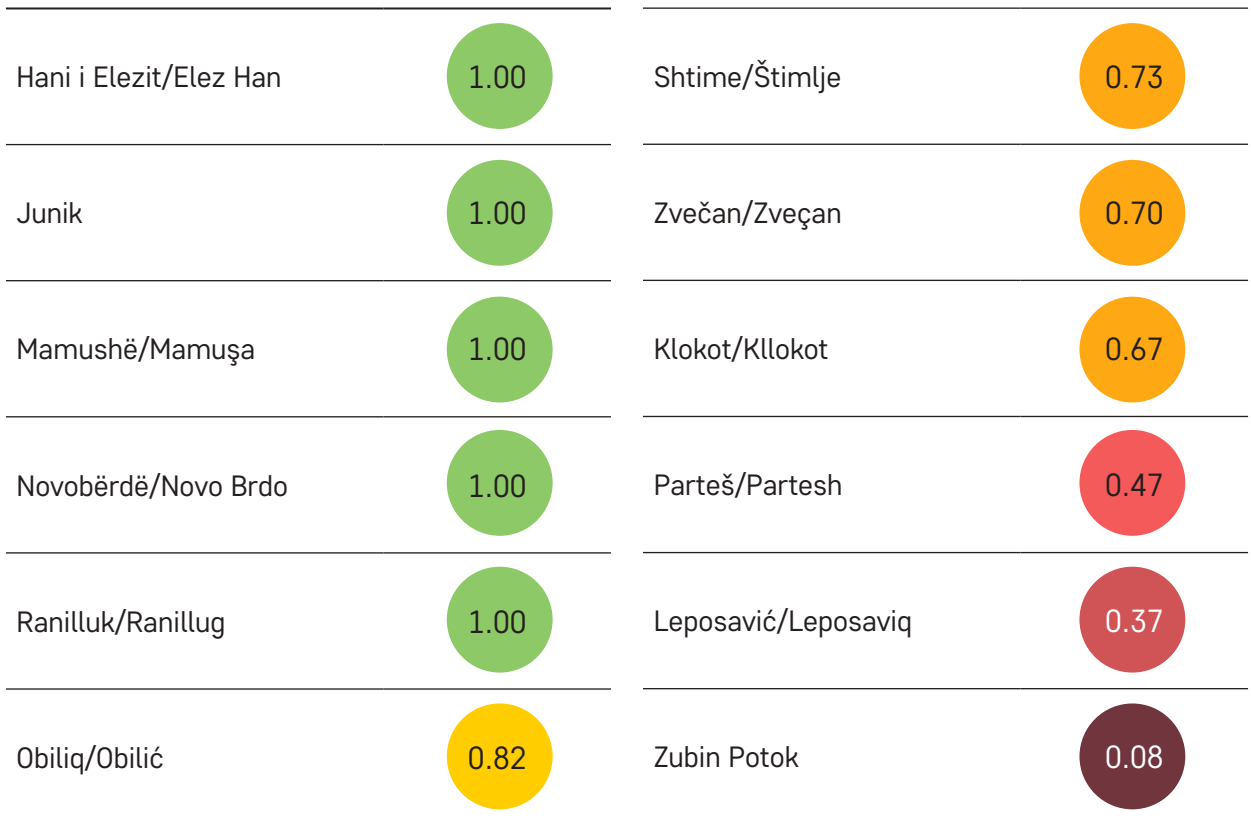 Hani i Elezit/Elez Han 1.00
Junik 1.00
Mamushë/Mamuşa 1.00
Novobërdë/Novo Brdo 1.00
Ranilluk/Ranillug 1.00
Obiliq/Obilić 0.82
Shtime/Štimlje 0.73
Zvečan/Zveçan 0.70
Klokot/Kllokot 0.67
Parteš/Partesh 0.47
Leposavić/Leposaviq 0.37
Zubin Potok 0.08